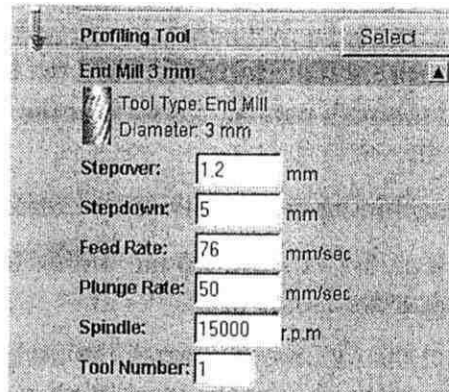 Profiling Tool Select
End Mill 3 mm
Tool Type: End Mill
Diameter: 3 mm
Stepover: 1.2 mm
Stepdown: 5 mm
Feed Rate: 76 mm/sec
Plunge Rate: 50 mm/sec
Spindle: 15000 r.p.m
Tool Number: 1